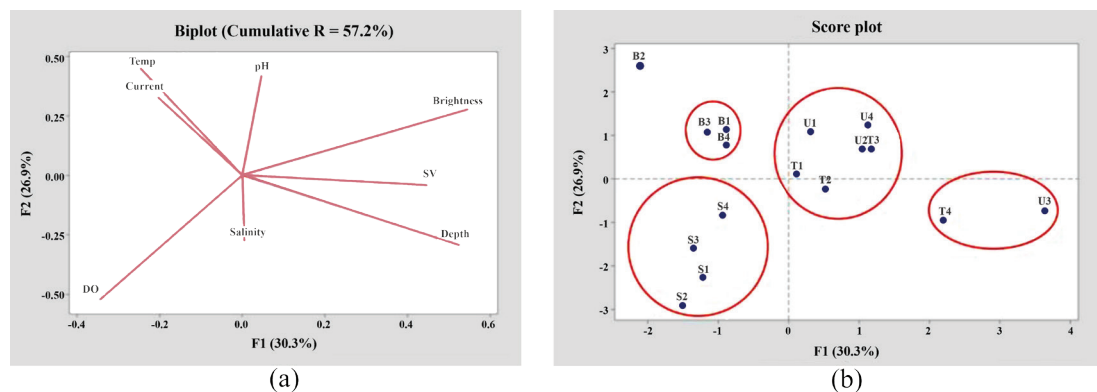 Biplot (Cumulative R = 57.2%)
0.50
0.25
0.00
-0.25
-0.50
F2 (26.9%)
Temp
Current
pH
Brightness
SV
Salinity
Depth
DO
-0.4
-0.2
0.0
0.2
0.4
0.6
F1 (30.3%)
(a)
Score plot
3
2
1
0
-1
-2
-3
F2 (26.9%)
B2
B3
B1
B4
U1
U4
U2
T3
T1
T2
S4
S3
S1
S2
T4
U3
-2
-1
0
1
2
3
4
F1 (30.3%)
(b)